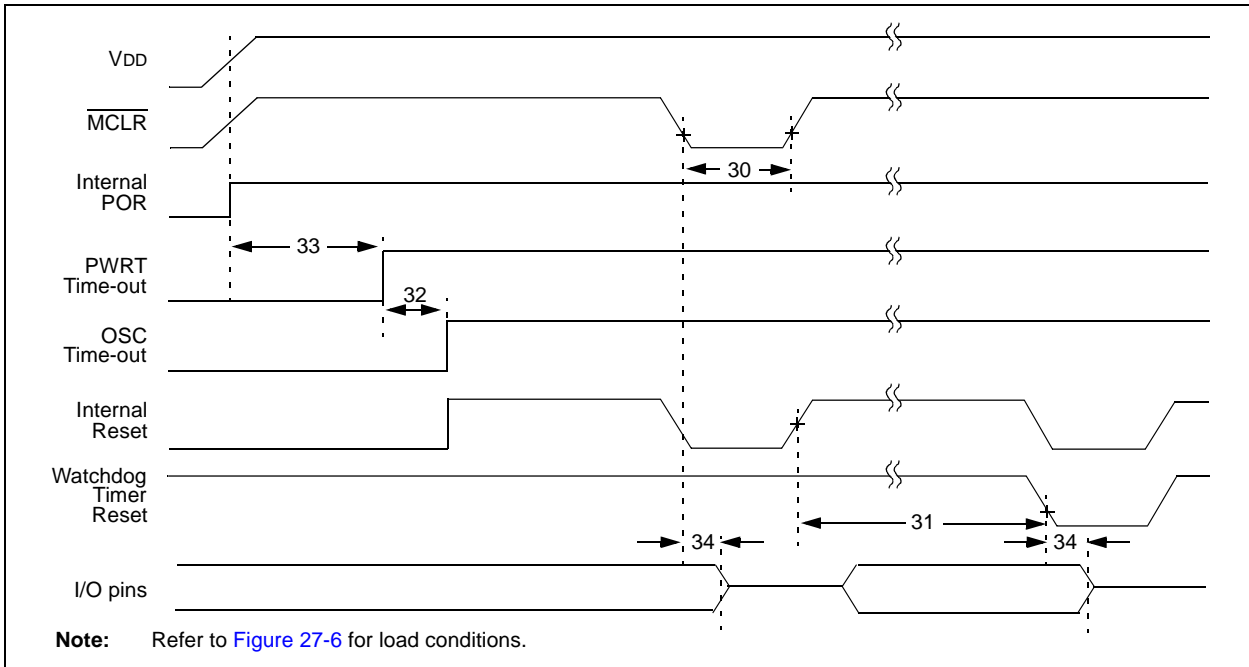 VDD
MCLR
30
Internal
POR
33
PWRT
Time-out
32
OSC
Time-out
Internal
Reset
Watchdog
Timer
Reset
31
34
34
I/O pins
Note: Refer to Figure 27-6 for load conditions.